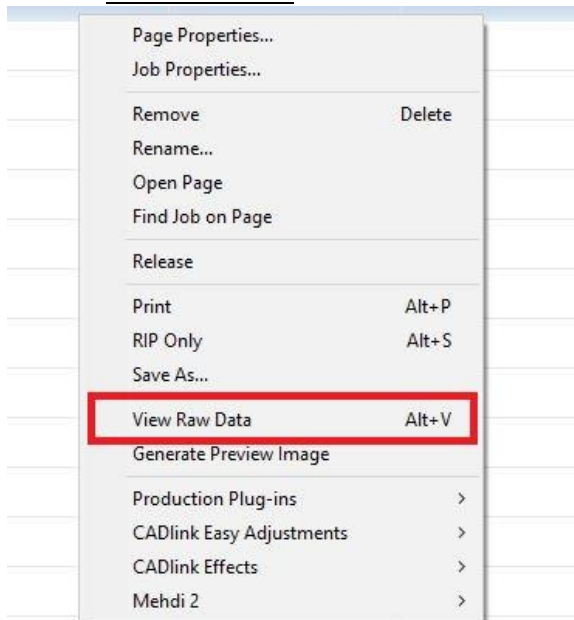 Page Properties...
Job Properties...
Remove Delete
Rename...
Open Page
Find Job on Page
Release
Print Alt+P
RIP Only Alt+S
Save As...
View Raw Data Alt+V
Generate Preview Image
Production Plug-ins >
CADlink Easy Adjustments >
CADlink Effects >
Mehdi 2 >